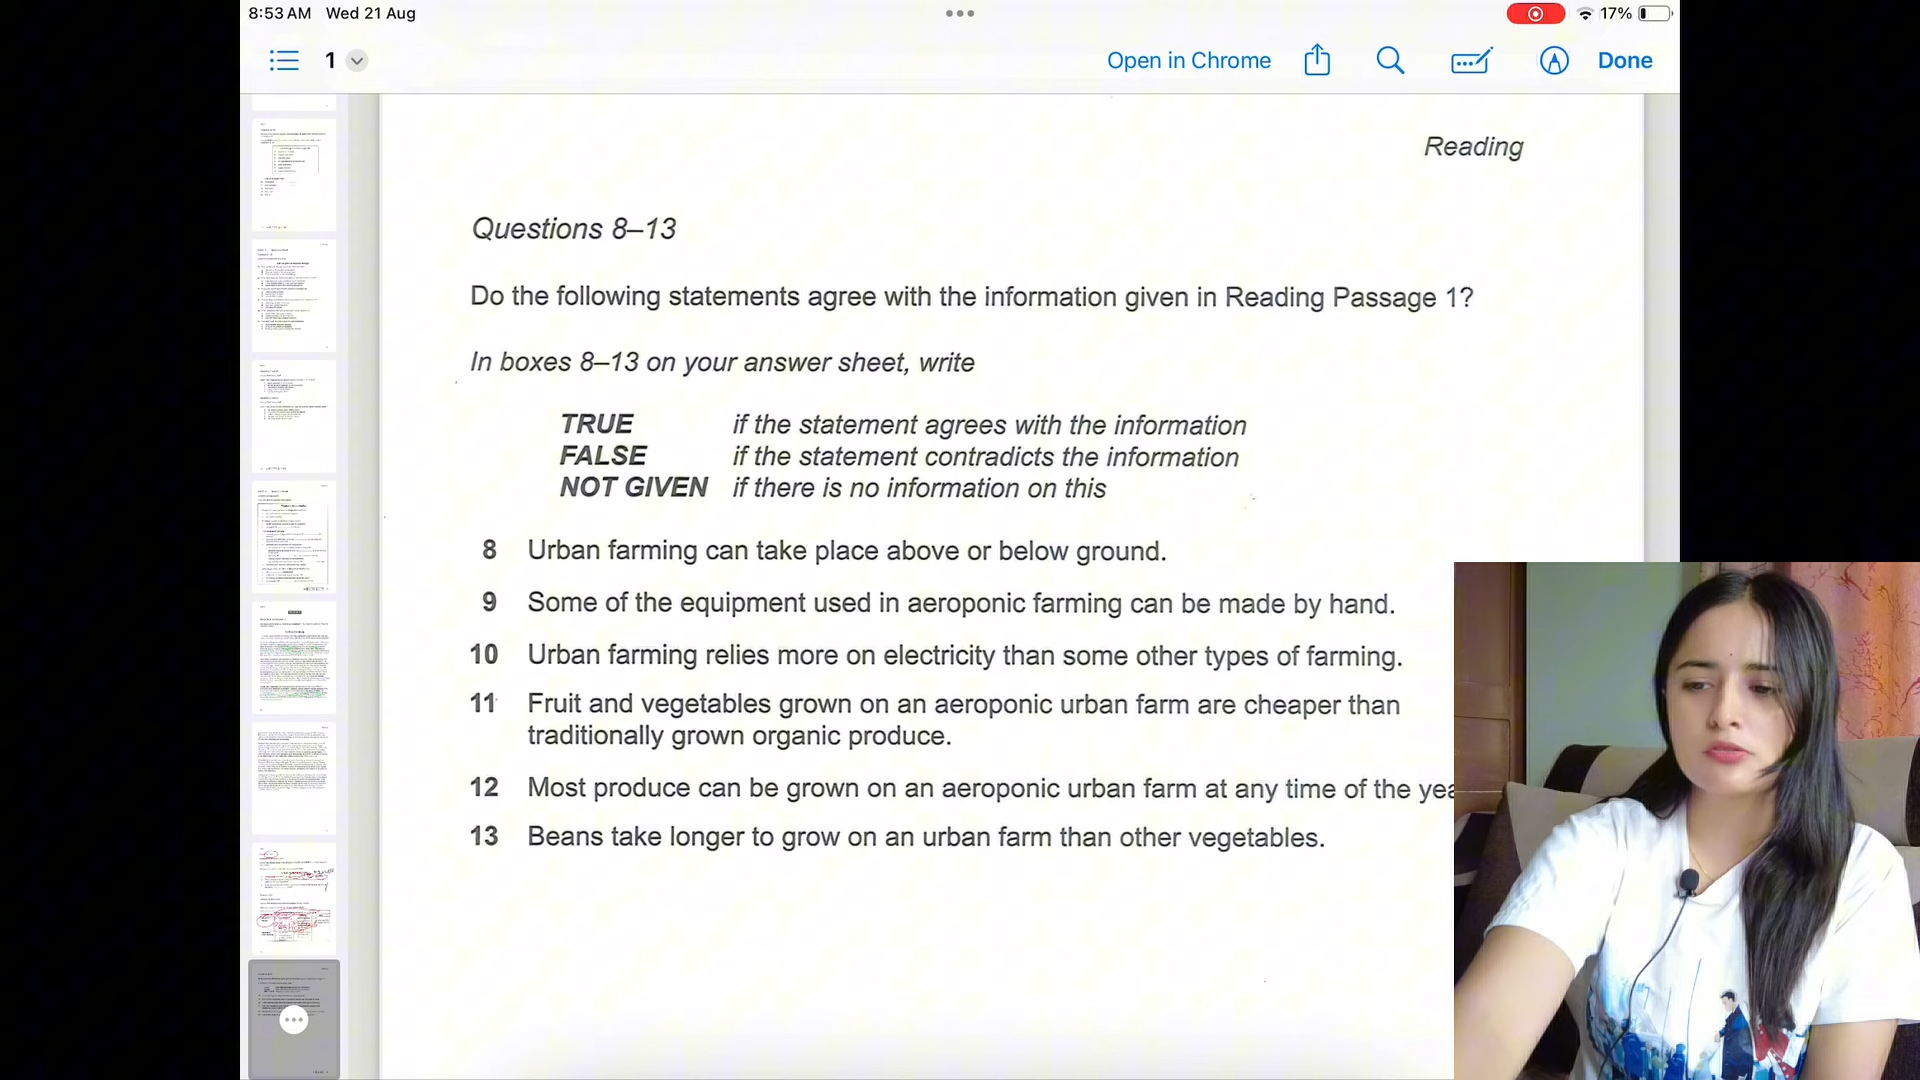 8:53 AM Wed 21 Aug
17%
1
Open in Chrome
Done
Reading
Questions 8–13
Do the following statements agree with the information given in Reading Passage 1?
In boxes 8–13 on your answer sheet, write
TRUE if the statement agrees with the information
FALSE if the statement contradicts the information
NOT GIVEN if there is no information on this
8 Urban farming can take place above or below ground.
9 Some of the equipment used in aeroponic farming can be made by hand.
10 Urban farming relies more on electricity than some other types of farming.
11 Fruit and vegetables grown on an aeroponic urban farm are cheaper than
traditionally grown organic produce.
12 Most produce can be grown on an aeroponic urban farm at any time of the yea
13 Beans take longer to grow on an urban farm than other vegetables.